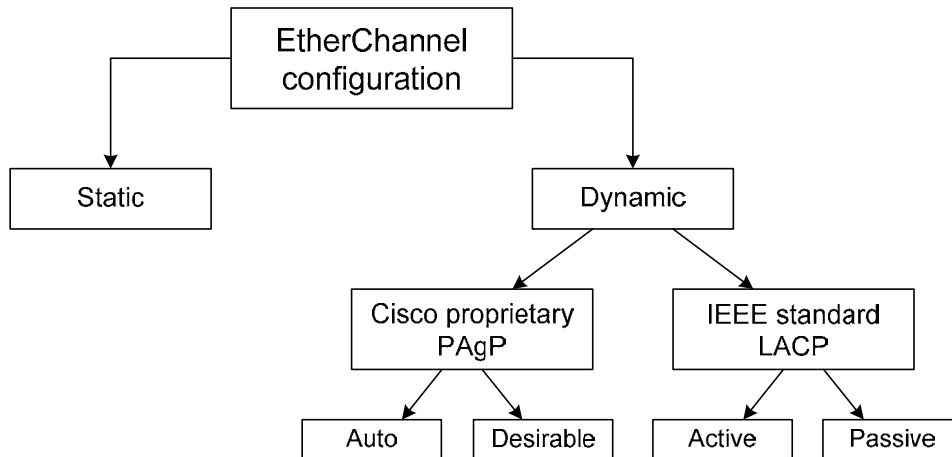 EtherChannel
configuration
Static
Dynamic
Cisco proprietary
PAgP
IEEE standard
LACP
Auto
Desirable
Active
Passive